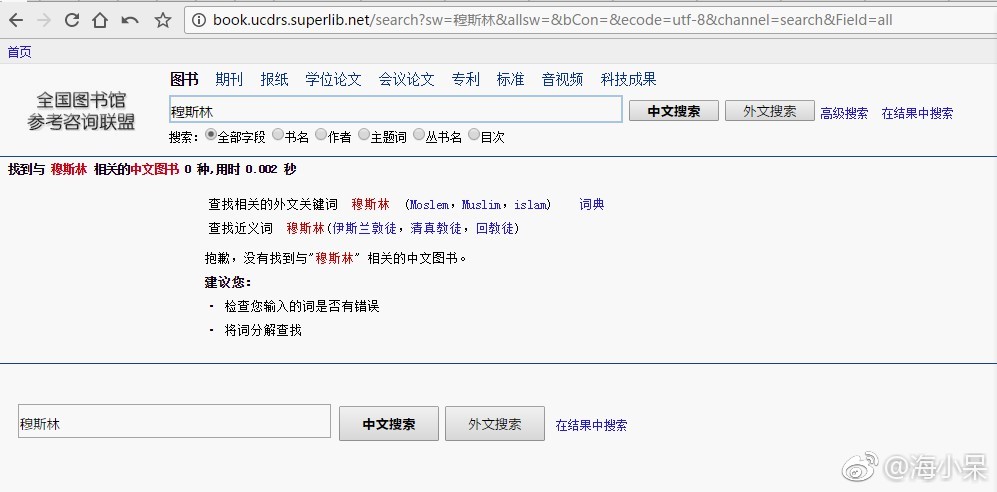 book.ucdrs.superlib.net/search?sw=穆斯林&allsw=&bCon=&ecode=utf-8&channel=search&Field=all
首页
图书 期刊 报纸 学位论文 会议论文 专利 标准 音视频 科技成果
全国图书馆
参考咨询联盟
穆斯林 中文搜索 外文搜索 高级搜索 在结果中搜索
搜索: 全部字段 书名 作者 主题词 丛书名 目次
找到与 穆斯林 相关的中文图书 0 种,用时 0.002 秒
查找相关的外文关键词 穆斯林 (Moslem, Muslim, islam) 词典
查找近义词 穆斯林(伊斯兰敦徒, 清真教徒, 回教徒)
抱歉，没有找到与"穆斯林" 相关的中文图书。
建议您:
· 检查您输入的词是否有错误
· 将词分解查找
穆斯林 中文搜索 外文搜索 在结果中搜索
@海小呆